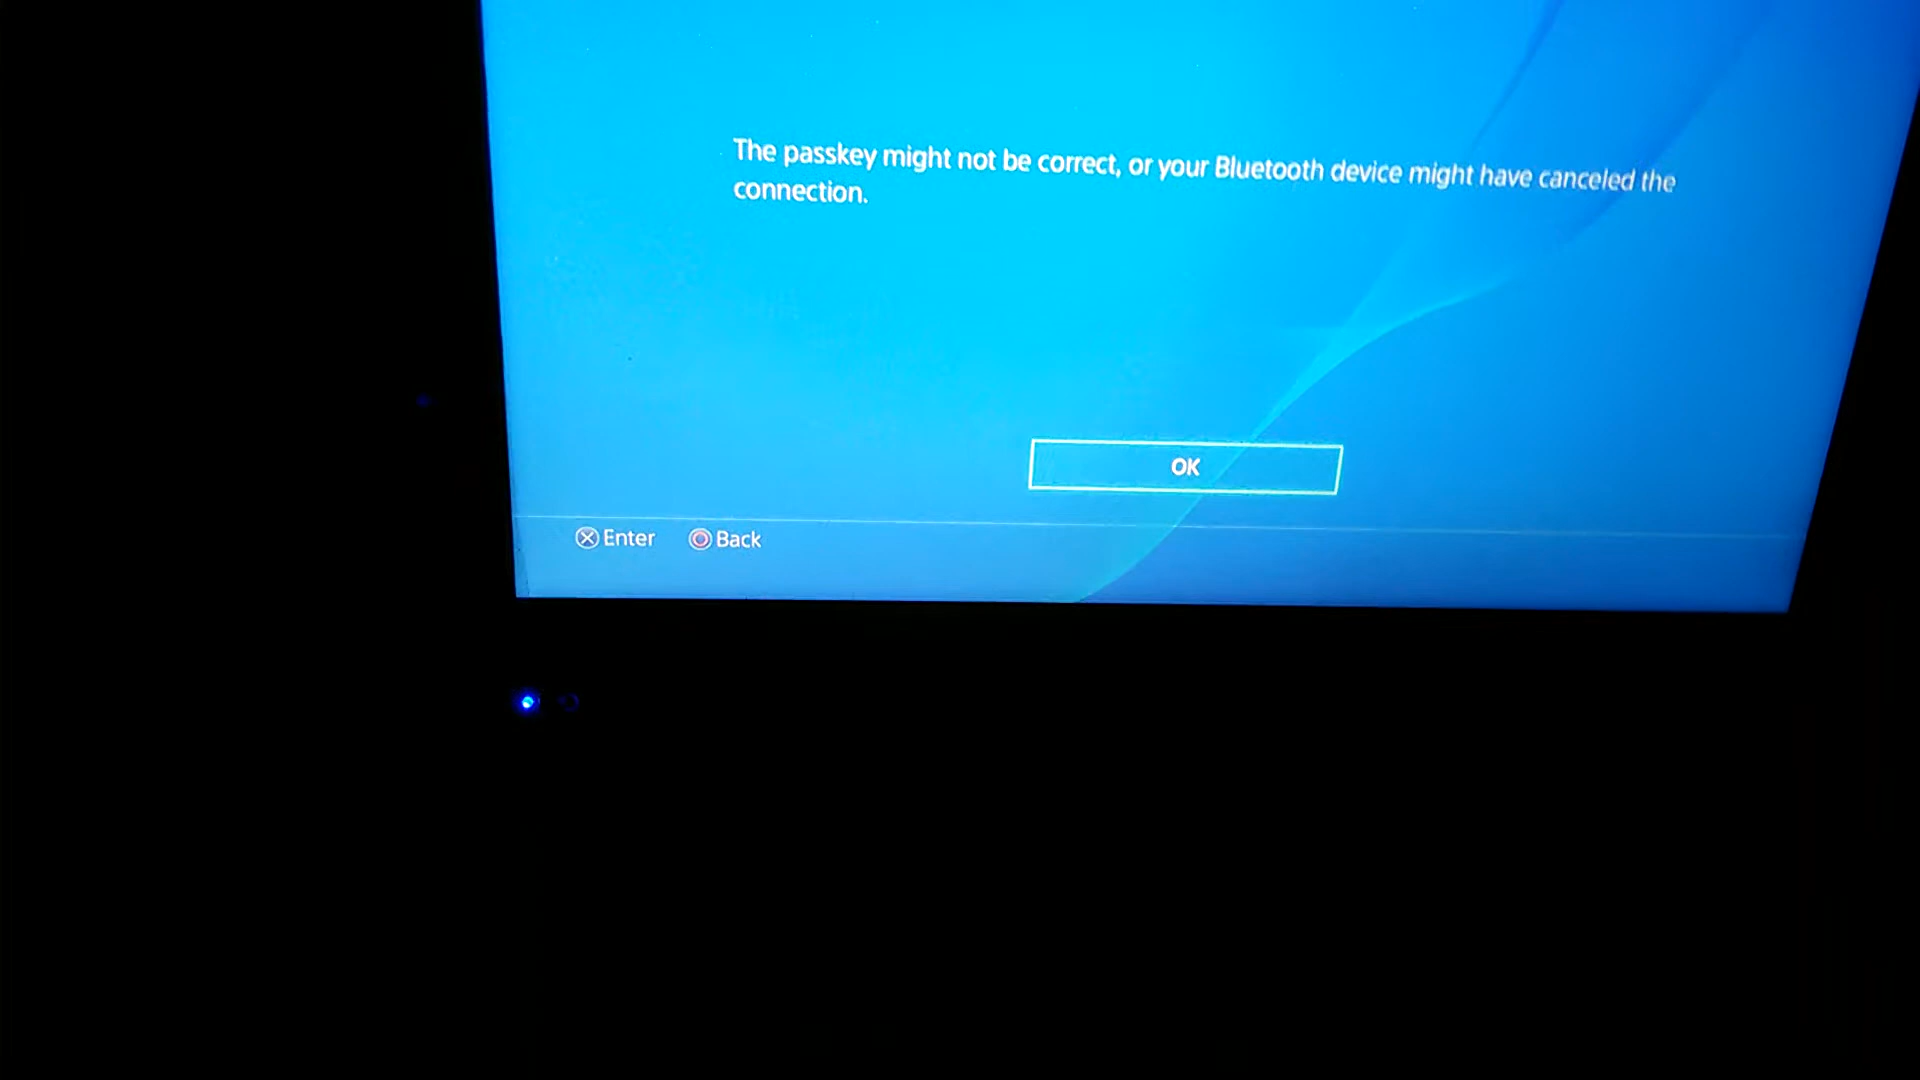 The passkey might not be correct, or your Bluetooth device might have canceled the
connection.
OK
Enter Back